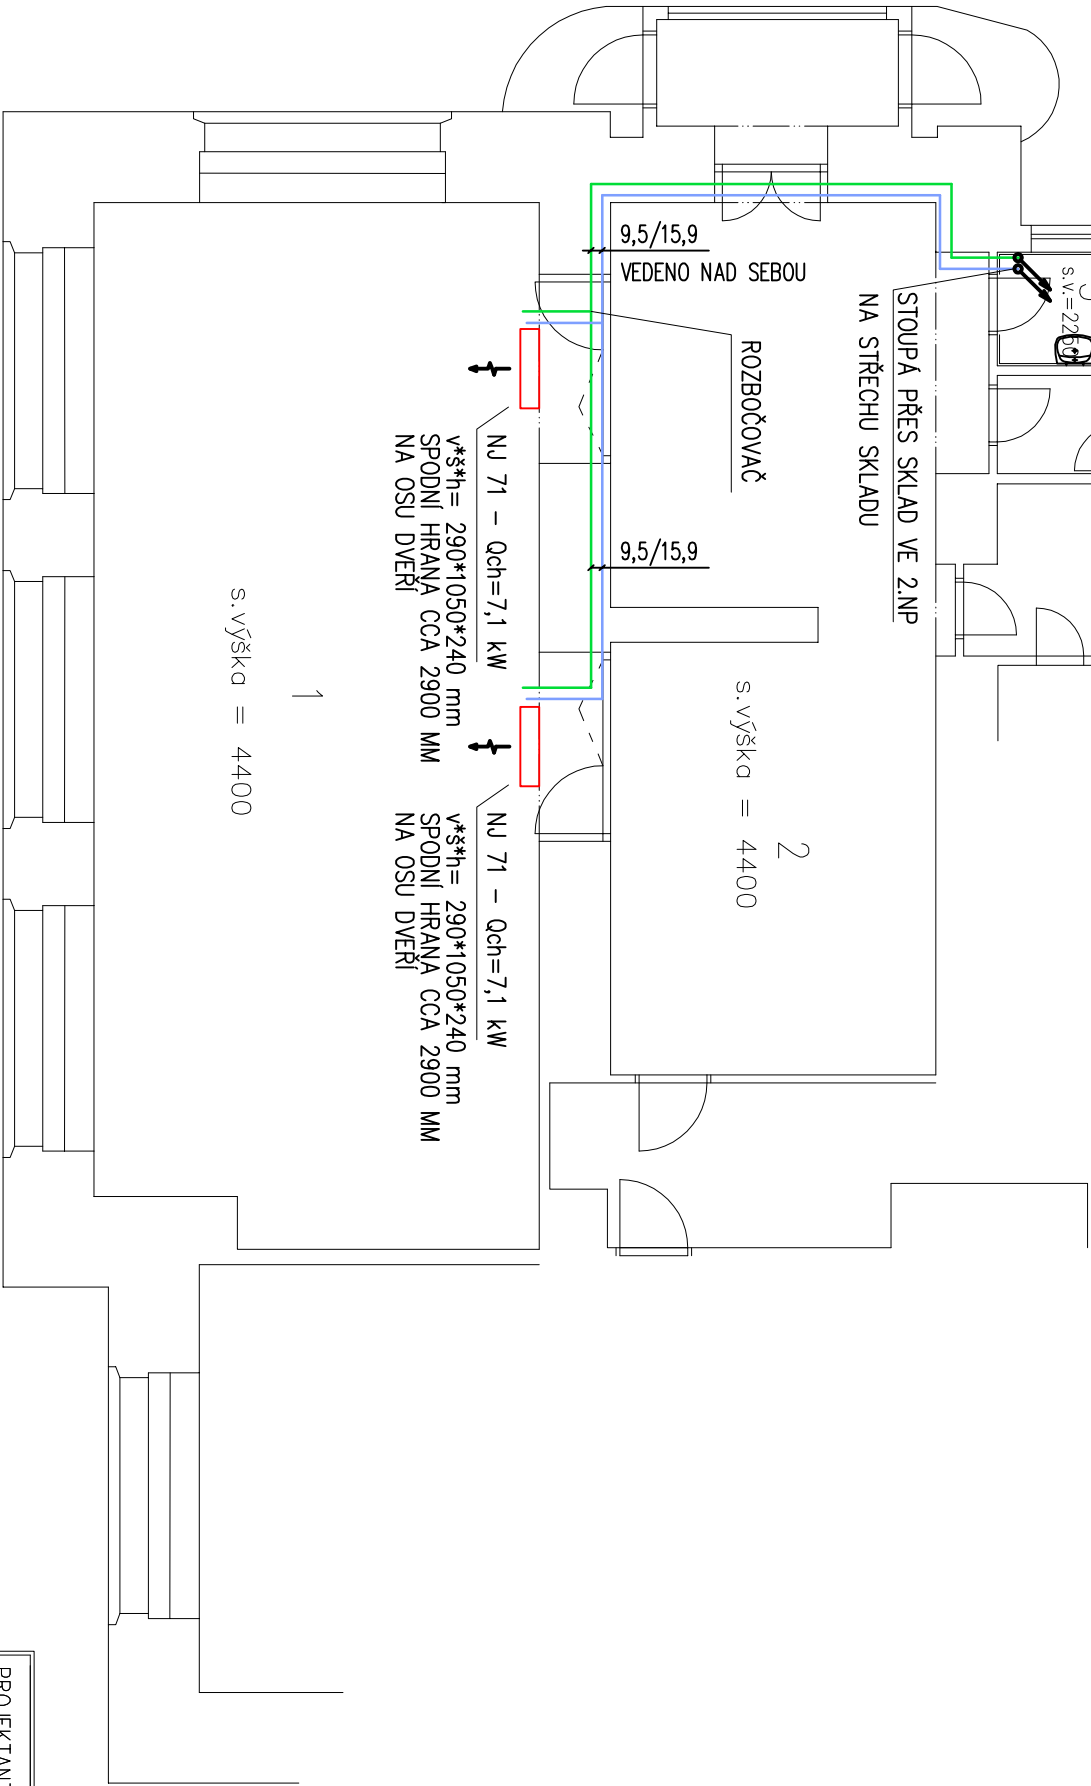 9,5/15,9
VEDENO NAD SEBOU
s.v.=2250
STOUPÁ PŘES SKLAD VE 2.NP
NA STŘECHU SKLADU
ROZBOČOVAČ
9,5/15,9
NJ 71 - Qch=7,1 kW
v*š*h= 290*1050*240 mm
SPODNÍ HRANA CCA 2900 MM
NA OSU DVEŘÍ
NJ 71 - Qch=7,1 kW
v*š*h= 290*1050*240 mm
SPODNÍ HRANA CCA 2900 MM
NA OSU DVEŘÍ
1
s.výška = 4400
2
s.výška = 4400